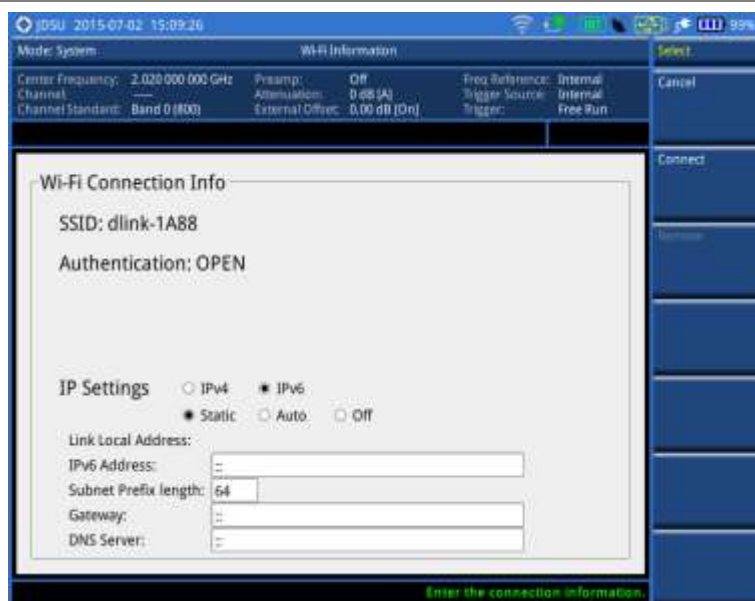 JDSU 2015-07-02 15:09:26
99%
Mode: System
Wi-Fi Information
Select
Center Frequency: 2.020 000 000 GHz
Preamp: Off
Freq Reference: Internal
Channel: ----
Attenuation: 0 dB [A]
Trigger Source: Internal
Channel Standard: Band 0 (800)
External Offset: 0.00 dB [On]
Trigger: Free Run
Cancel
Connect
Remove
Wi-Fi Connection Info
SSID: dlink-1A88
Authentication: OPEN
IP Settings IPv4 IPv6
Static Auto Off
Link Local Address:
IPv6 Address: ::
Subnet Prefix length: 64
Gateway: ::
DNS Server: ::
Enter the connection information.